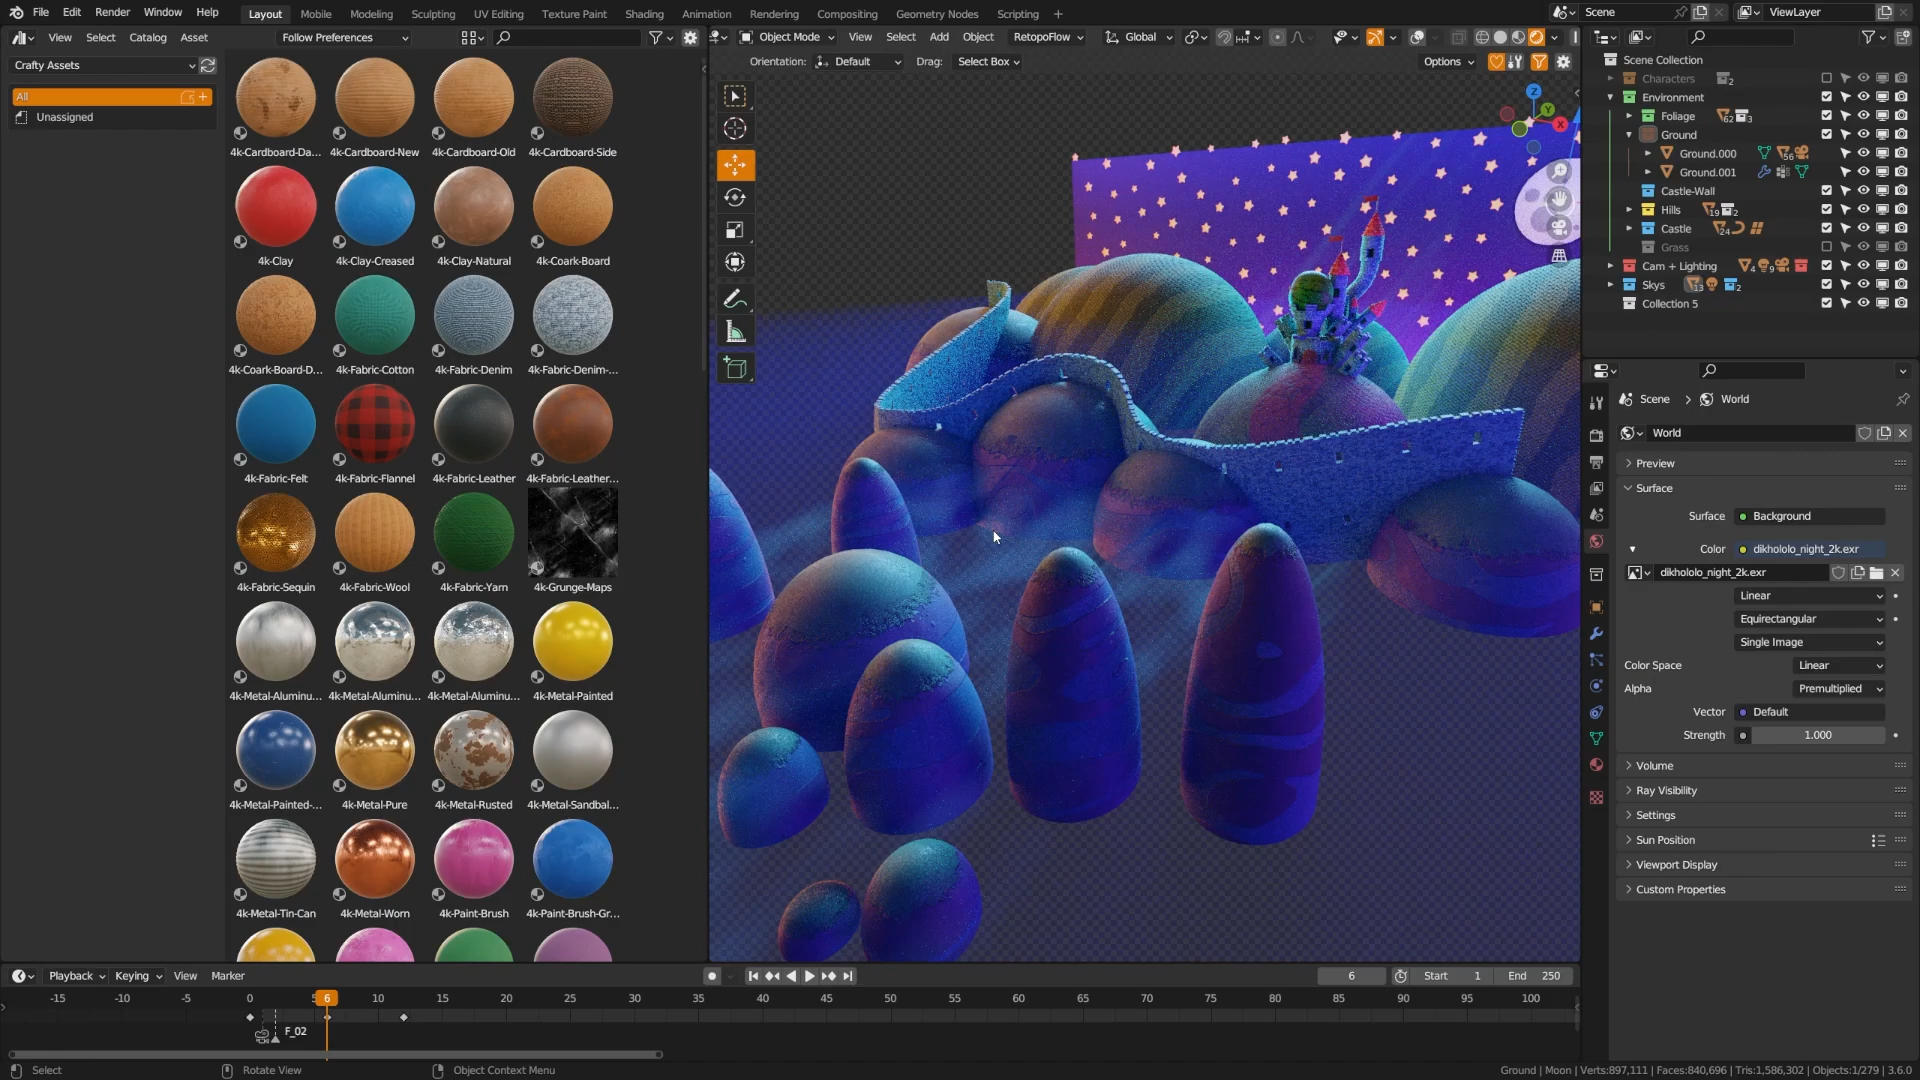 File Edit Render Window Help Layout Mobile Modeling Sculpting UV Editing Texture Paint Shading Animation Rendering Compositing Geometry Nodes Scripting + Scene ViewLayer
View Select Catalog Asset Follow Preferences Object Mode View Select Add Object RetopoFlow Global
Crafty Assets Orientation: Default Drag: Select Box Options
All
Unassigned
4k-Cardboard-Da... 4k-Cardboard-New 4k-Cardboard-Old 4k-Cardboard-Side
4k-Clay 4k-Clay-Creased 4k-Clay-Natural 4k-Coark-Board
4k-Coark-Board-D... 4k-Fabric-Cotton 4k-Fabric-Denim 4k-Fabric-Denim-...
4k-Fabric-Felt 4k-Fabric-Flannel 4k-Fabric-Leather 4k-Fabric-Leather...
4k-Fabric-Sequin 4k-Fabric-Wool 4k-Fabric-Yarn 4k-Grunge-Maps
4k-Metal-Aluminu... 4k-Metal-Aluminu... 4k-Metal-Aluminu... 4k-Metal-Painted
4k-Metal-Painted-... 4k-Metal-Pure 4k-Metal-Rusted 4k-Metal-Sandbal...
4k-Metal-Tin-Can 4k-Metal-Worn 4k-Paint-Brush 4k-Paint-Brush-Gr...
Z
Y
X
Scene Collection
Characters 2
Environment
Foliage 62 3
Ground
Ground.000 56
Ground.001
Castle-Wall
Hills 19 2
Castle 24
Grass
Cam + Lighting 4 9
Skys 13 2
Collection 5
Scene > World
World
Preview
Surface
Surface Background
Color dikhololo_night_2k.exr
dikhololo_night_2k.exr
Linear
Equirectangular
Single Image
Color Space Linear
Alpha Premultiplied
Vector Default
Strength 1.000
Volume
Ray Visibility
Settings
Sun Position
Viewport Display
Custom Properties
Playback Keying View Marker 6 Start 1 End 250
-15 -10 -5 0 5 6 10 15 20 25 30 35 40 45 50 55 60 65 70 75 80 85 90 95 100
F_02
Select Rotate View Object Context Menu Ground | Moon | Verts:897,111 | Faces:840,696 | Tris:1,586,302 | Objects:1/279 | 3.6.0